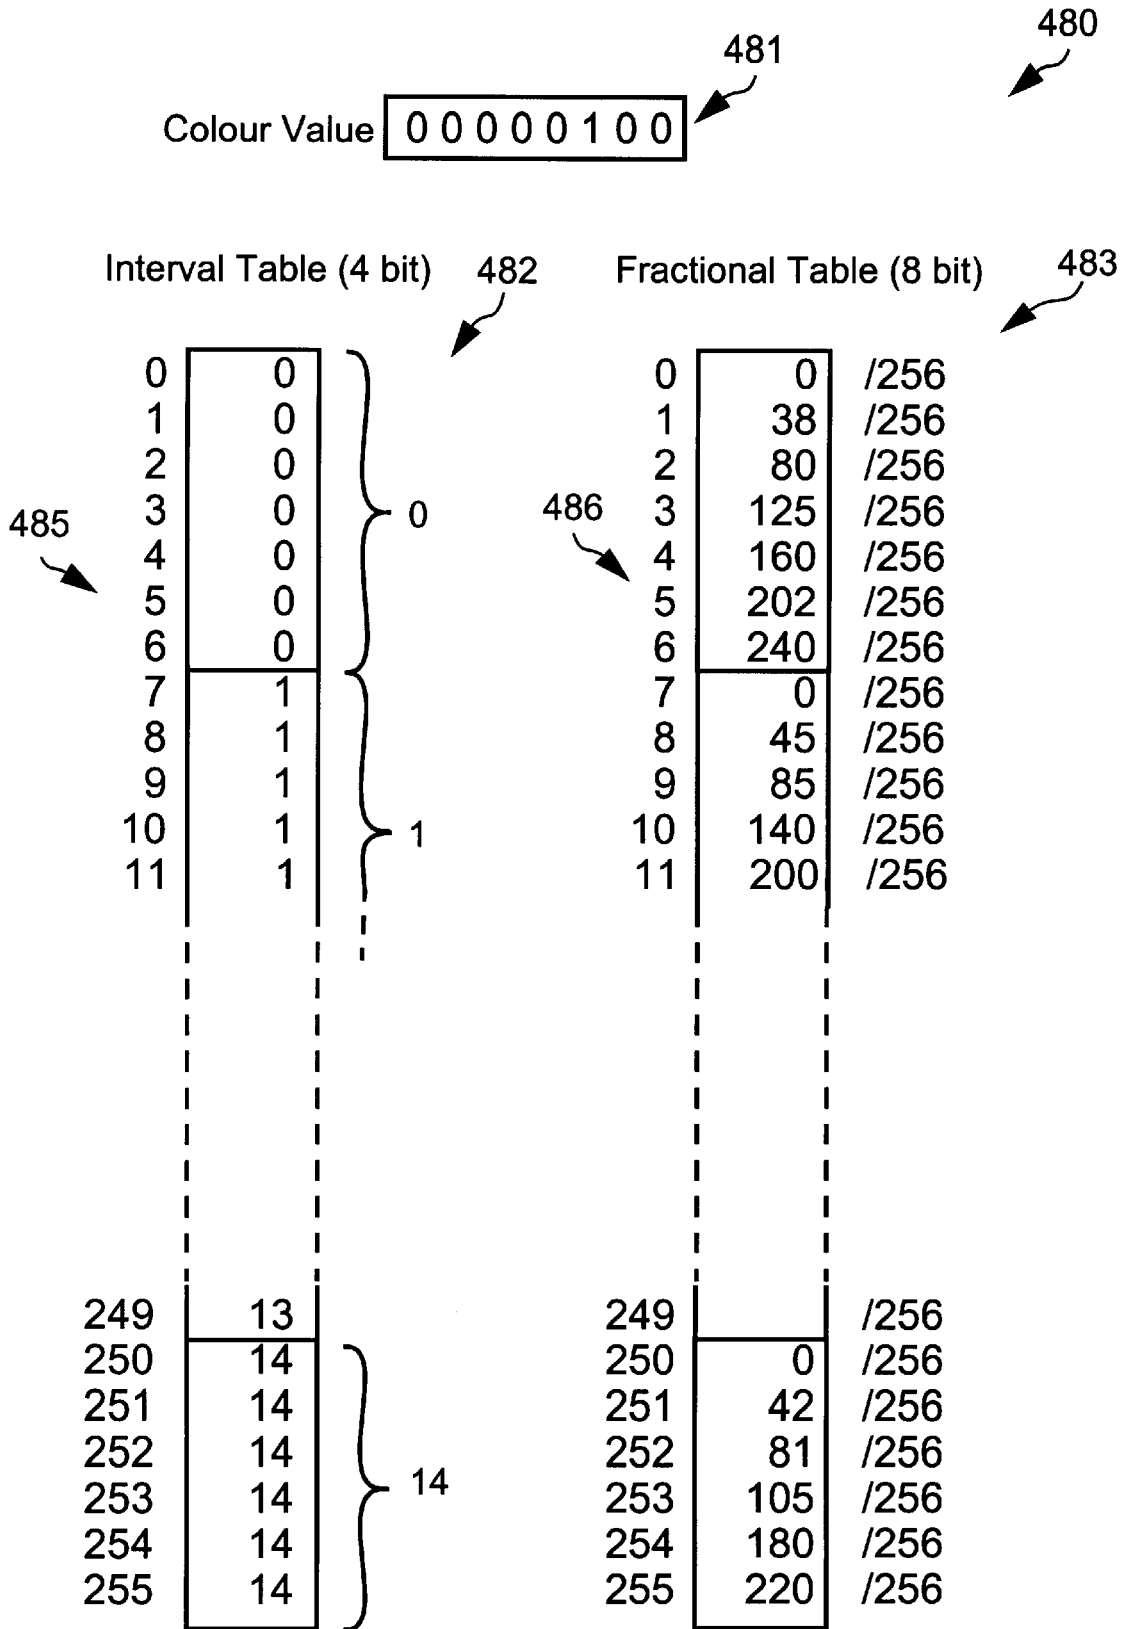 480
481
Colour Value 0 0 0 0 0 1 0 0
Interval Table (4 bit) 482 Fractional Table (8 bit) 483
0 0 0 0 /256
1 0 1 38 /256
2 0 2 80 /256
3 0 0 3 125 /256
485 486
4 0 4 160 /256
5 0 5 202 /256
6 0 6 240 /256
7 1 7 0 /256
8 1 8 45 /256
9 1 9 85 /256
10 1 1 10 140 /256
11 1 11 200 /256
249 13 249 /256
250 14 250 0 /256
251 14 251 42 /256
252 14 252 81 /256
253 14 14 253 105 /256
254 14 254 180 /256
255 14 255 220 /256